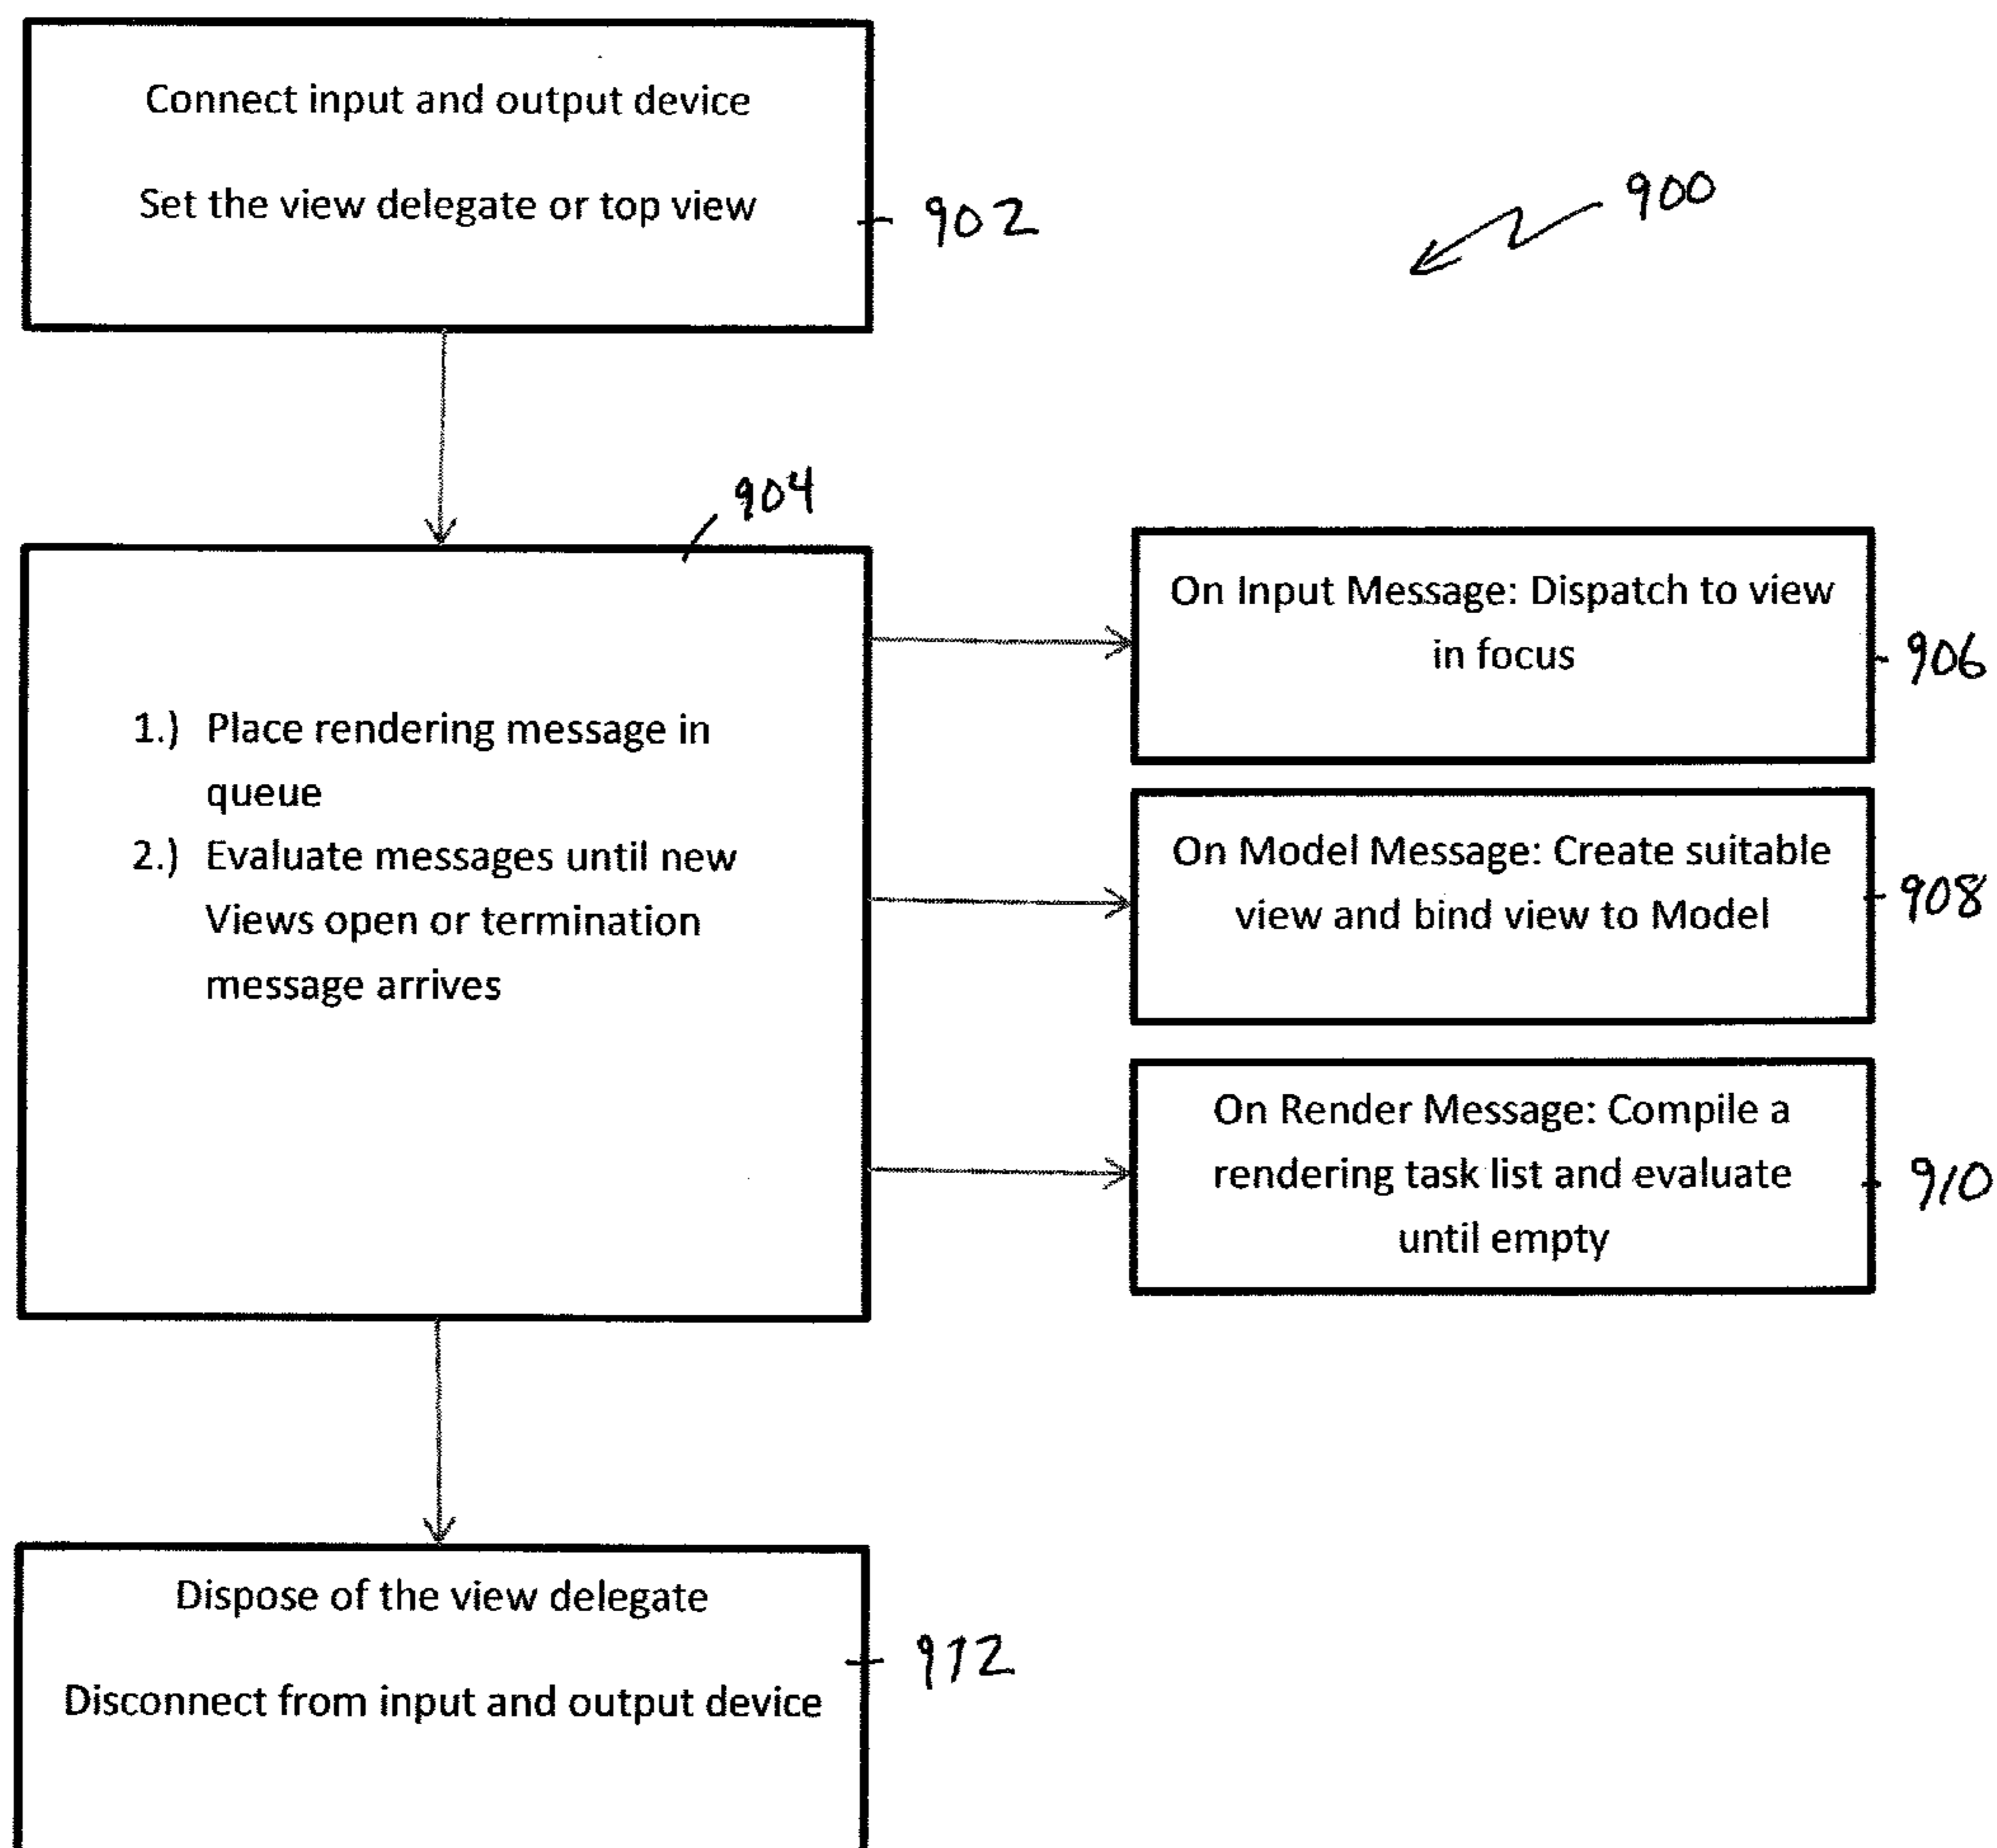 Connect input and output device
Set the view delegate or top view
902
900
904
1.) Place rendering message in
queue
2.) Evaluate messages until new
Views open or termination
message arrives
On Input Message: Dispatch to view
in focus
906
On Model Message: Create suitable
view and bind view to Model
908
On Render Message: Compile a
rendering task list and evaluate
until empty
910
Dispose of the view delegate
Disconnect from input and output device
912